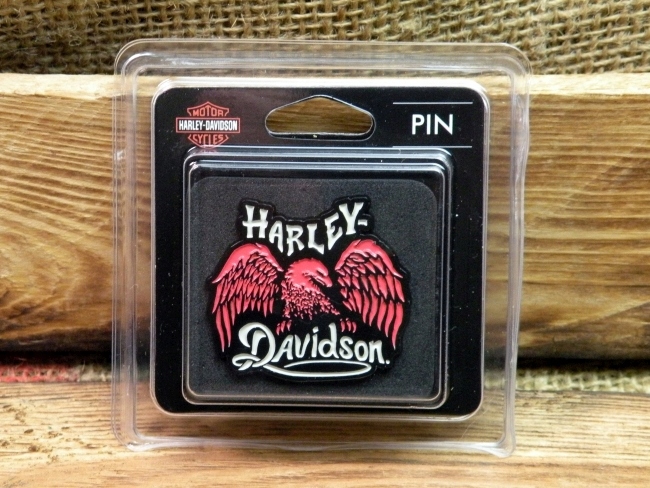 MOTOR
HARLEY-DAVIDSON
CYCLES
PIN
HARLEY-
Davidson.